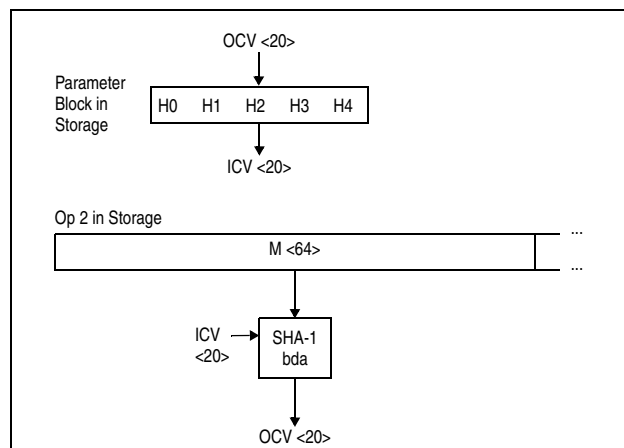 OCV <20>
Parameter
Block in
Storage
H0 H1 H2 H3 H4
ICV <20>
Op 2 in Storage
M <64>
...
...
ICV
<20>
SHA-1
bda
OCV <20>